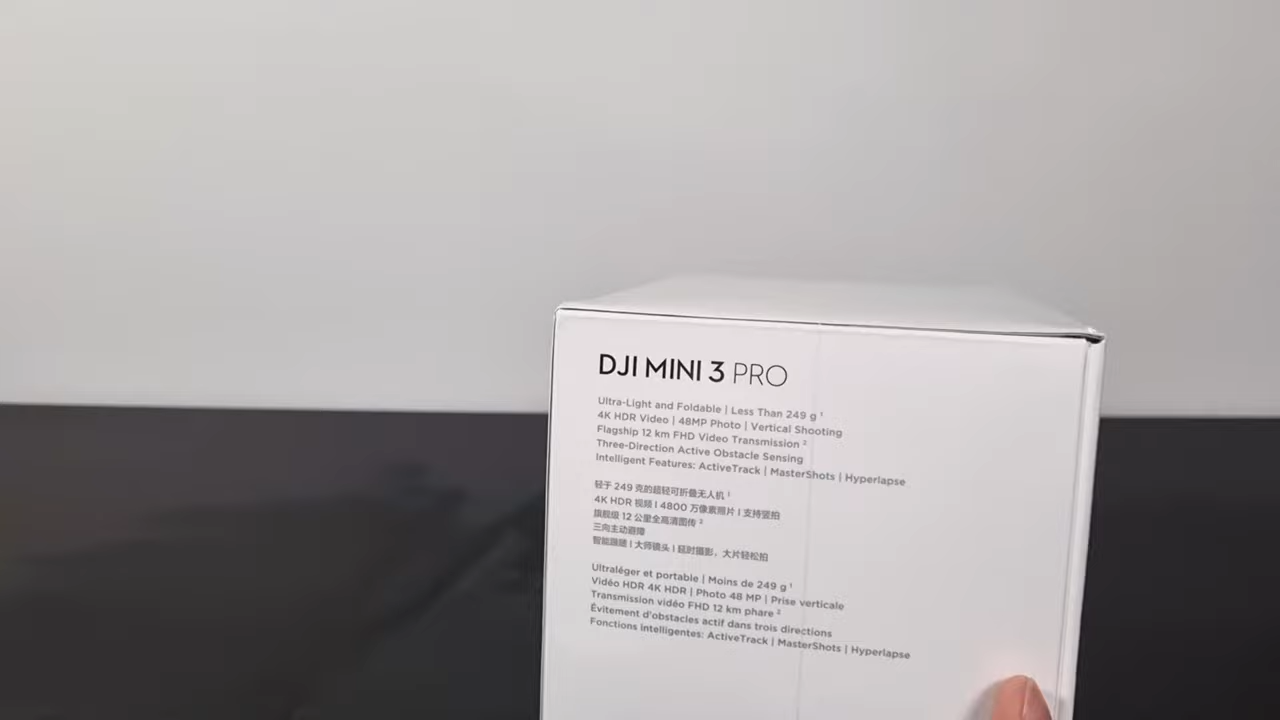 DJI MINI 3 PRO
Ultra-Light and Foldable | Less Than 249 g ¹
4K HDR Video | 48MP Photo | Vertical Shooting
Flagship 12 km FHD Video Transmission ²
Three-Direction Active Obstacle Sensing
Intelligent Features: ActiveTrack | MasterShots | Hyperlapse
轻于 249 克的超轻可折叠无人机 ¹
4K HDR 视频 | 4800 万像素照片 | 支持竖拍
旗舰级 12 公里全高清图传 ²
三向主动避障
智能跟随 | 大师镜头 | 延时摄影，大片轻松拍
Ultraléger et portable | Moins de 249 g ¹
Vidéo HDR 4K HDR | Photo 48 MP | Prise verticale
Transmission vidéo FHD 12 km phare ²
Évitement d'obstacles actif dans trois directions
Fonctions Intelligentes: ActiveTrack | MasterShots | Hyperlapse